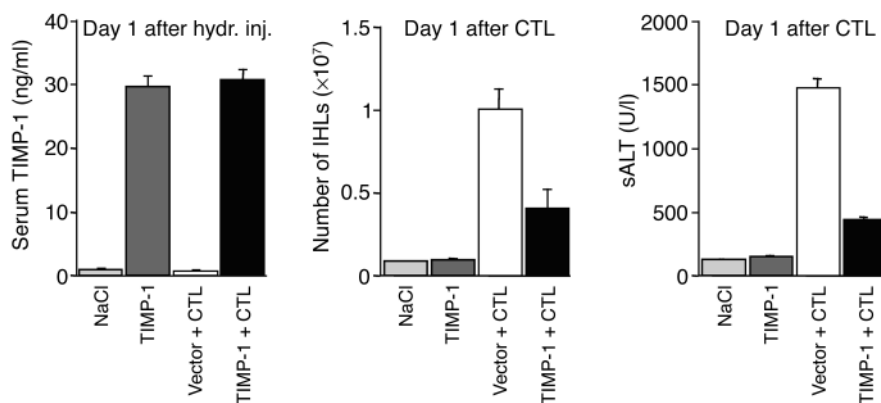 Day 1 after hydr. inj.
Serum TIMP-1 (ng/ml)
40
30
20
10
0
NaCl
TIMP-1
Vector + CTL
TIMP-1 + CTL
Day 1 after CTL
Number of IHLs (×10⁷)
1
0.5
0
NaCl
TIMP-1
Vector + CTL
TIMP-1 + CTL
Day 1 after CTL
sALT (U/l)
2000
1500
1000
500
0
NaCl
TIMP-1
Vector + CTL
TIMP-1 + CTL